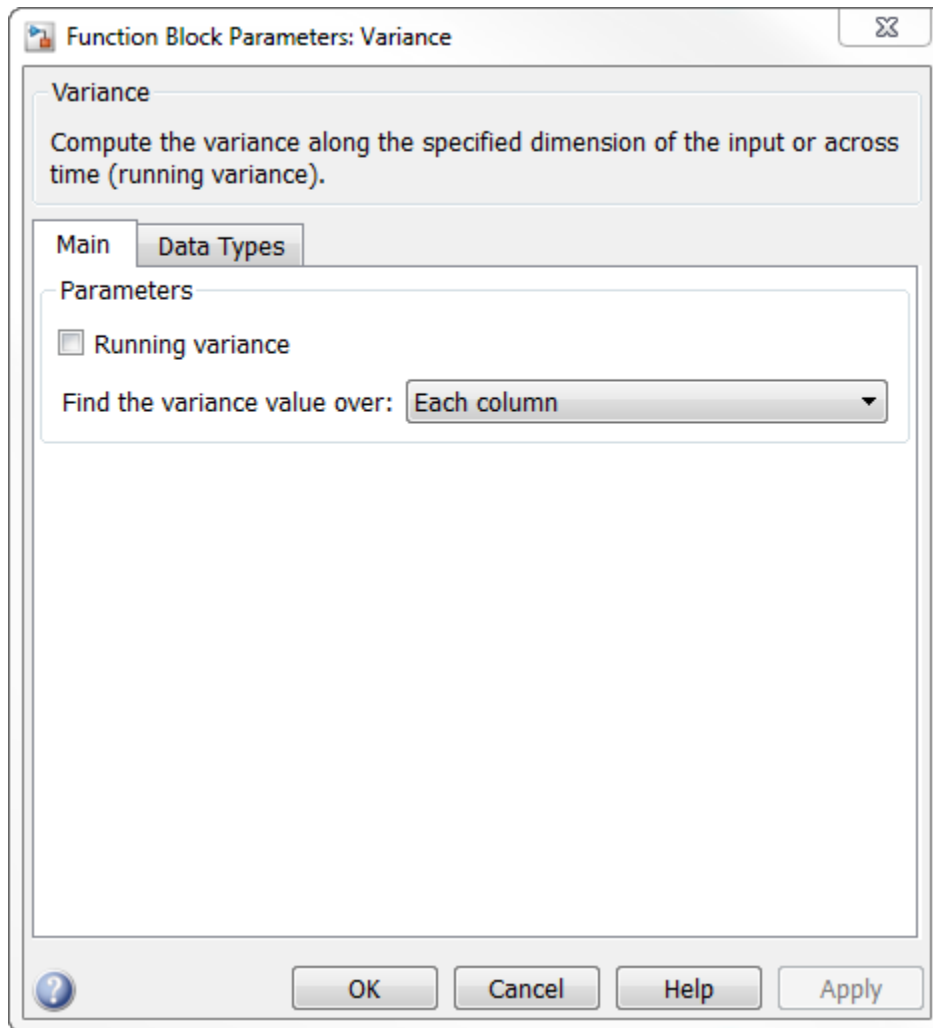 Function Block Parameters: Variance
Variance
Compute the variance along the specified dimension of the input or across
time (running variance).
Main
Data Types
Parameters
Running variance
Find the variance value over:
Each column
OK
Cancel
Help
Apply